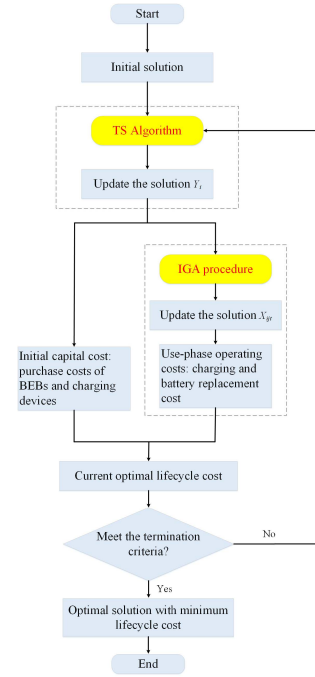 Start
Initial solution
TS Algorithm
Update the solution Yt
IGA procedure
Update the solution Xijt
Initial capital cost:
purchase costs of
BEBs and charging
devices
Use-phase operating
costs: charging and
battery replacement
cost
Current optimal lifecycle cost
Meet the termination
criteria?
No
Yes
Optimal solution with minimum
lifecycle cost
End